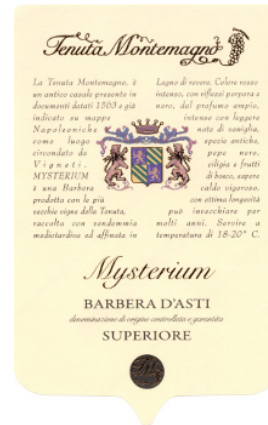 Tenuta Montemagno
La Tenuta Montemagno, è
un antico casale presente in
documenti datati 1503 e già
indicato su mappe
Napoleoniche
come luogo
circondato da
Vigneti.
MYSTERIUM
è una Barbera
prodotta con le più
vecchie vigne della Tenuta,
raccolta con vendemmia
mediotardiva ed affinata in
Legno di rovere. Colore rosso
intenso, con riflessi porpora e
nero, dal profumo ampio,
intenso con leggere
note di vaniglia,
spezie antiche,
pepe nero,
ciliegia e frutti
di bosco, sapore
caldo vigoroso,
con ottima longevità
può invecchiare per
molti anni. Servire a
temperatura di 18-20° C.
Mysterium
BARBERA D'ASTI
denominazione di origine controllata e garantita
SUPERIORE